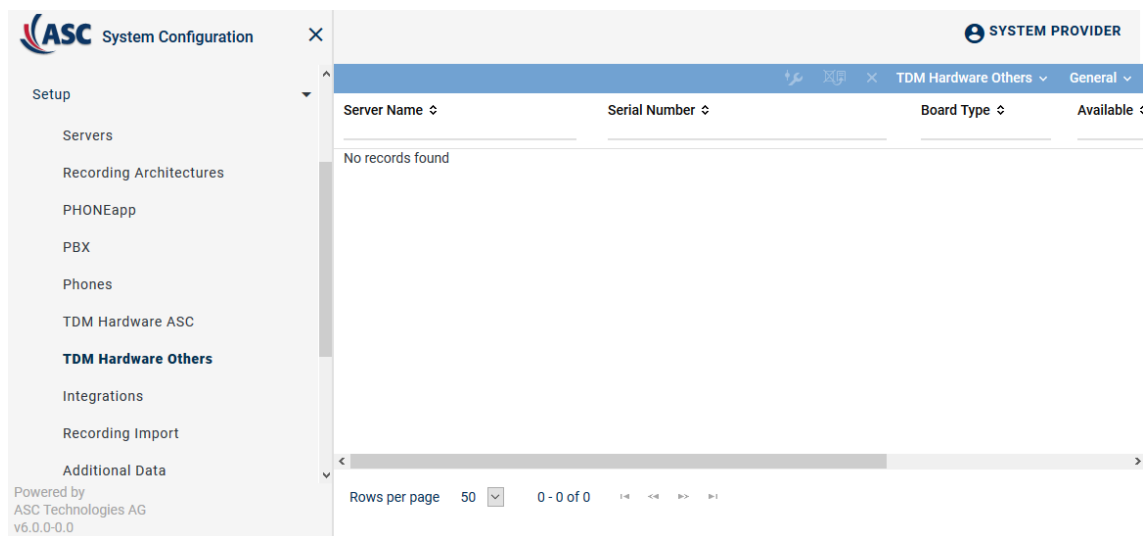 ASC System Configuration
SYSTEM PROVIDER
Setup
Servers
Recording Architectures
PHONEapp
PBX
Phones
TDM Hardware ASC
TDM Hardware Others
Integrations
Recording Import
Additional Data
Powered by
ASC Technologies AG
v6.0.0-0.0
TDM Hardware Others General
Server Name Serial Number Board Type Available
No records found
Rows per page 50 0 - 0 of 0